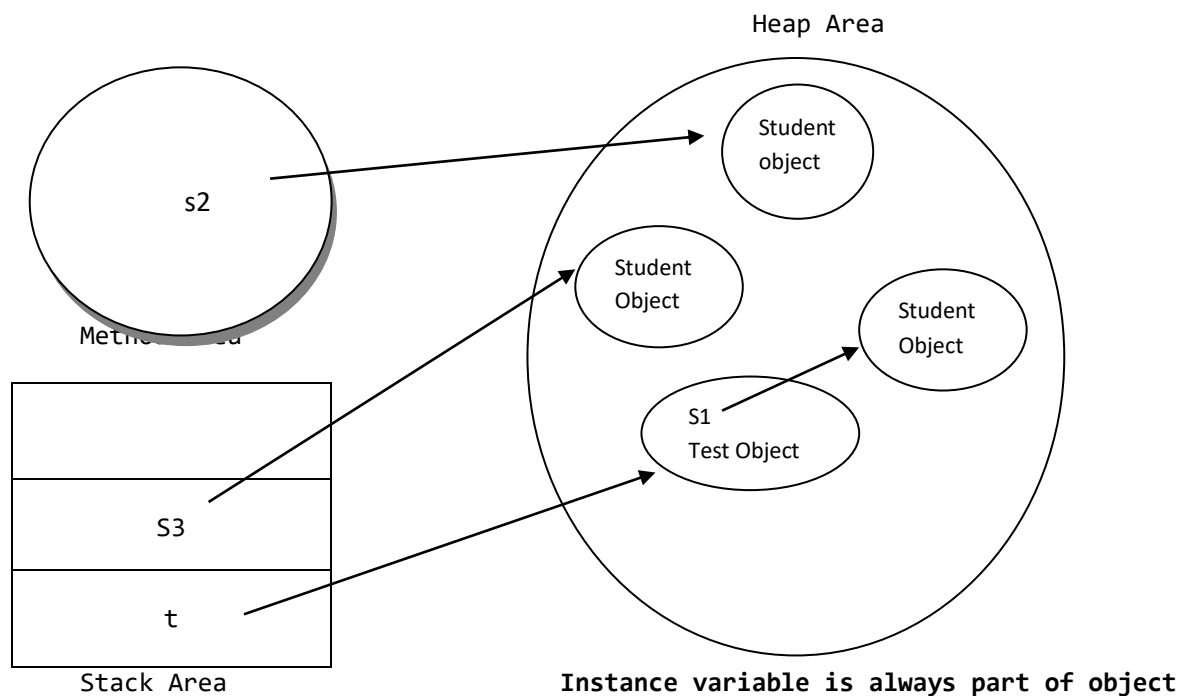 Heap Area
Student
object
s2
Student
Object
Student
Object
S1
Test Object
S3
t
Stack Area
Instance variable is always part of object